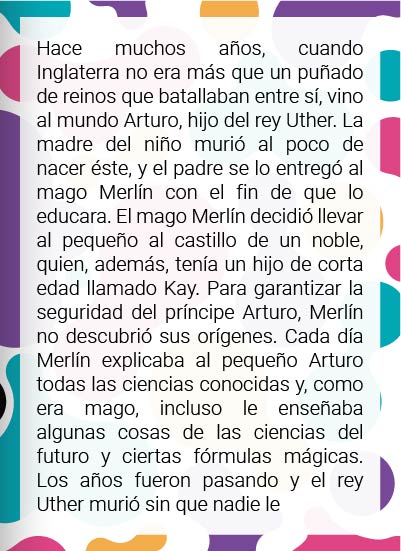 Hace muchos años, cuando
Inglaterra no era más que un puñado
de reinos que batallaban entre sí, vino
al mundo Arturo, hijo del rey Uther. La
madre del niño murió al poco de
nacer éste, y el padre se lo entregó al
mago Merlín con el fin de que lo
educara. El mago Merlín decidió llevar
al pequeño al castillo de un noble,
quien, además, tenía un hijo de corta
edad llamado Kay. Para garantizar la
seguridad del príncipe Arturo, Merlín
no descubrió sus orígenes. Cada día
Merlín explicaba al pequeño Arturo
todas las ciencias conocidas y, como
era mago, incluso le enseñaba
algunas cosas de las ciencias del
futuro y ciertas fórmulas mágicas.
Los años fueron pasando y el rey
Uther murió sin que nadie le